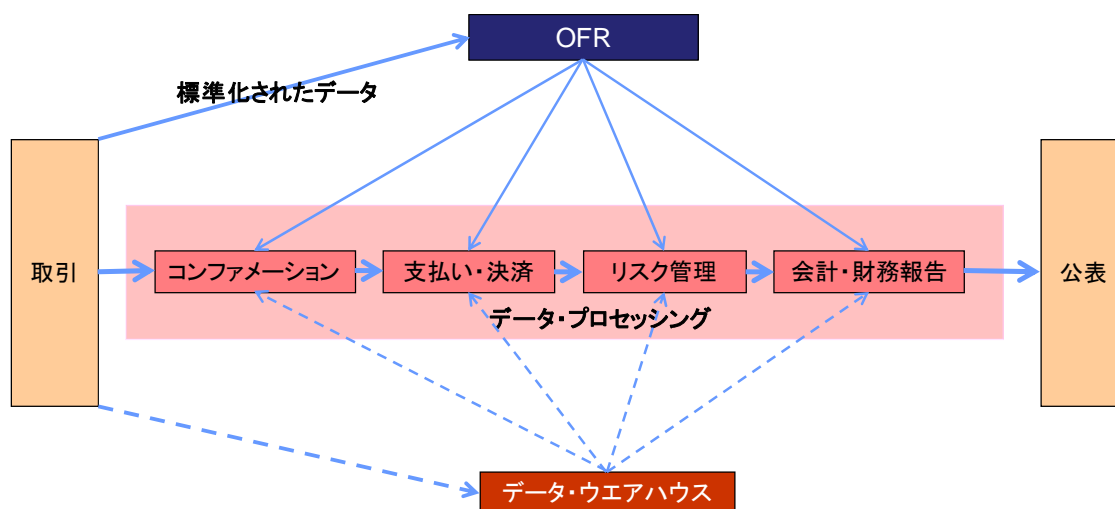 OFR
標準化されたデータ
取引
コンファメーション
支払い・決済
リスク管理
会計・財務報告
公表
データ・プロセッシング
データ・ウエアハウス